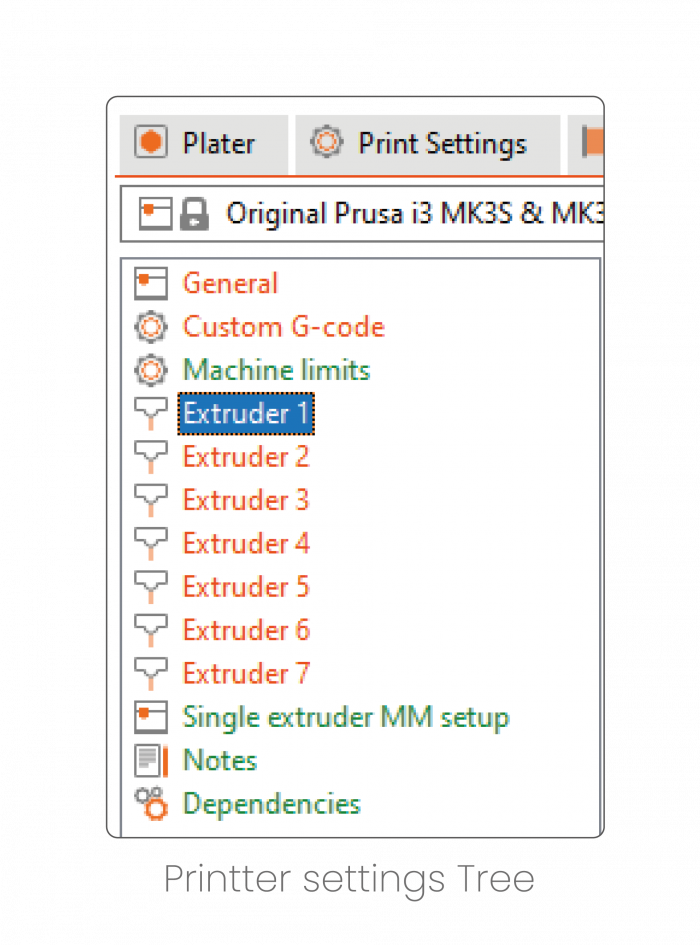 Plater Print Settings
Original Prusa i3 MK3S & MK3
General
Custom G-code
Machine limits
Extruder 1
Extruder 2
Extruder 3
Extruder 4
Extruder 5
Extruder 6
Extruder 7
Single extruder MM setup
Notes
Dependencies
Printter settings Tree